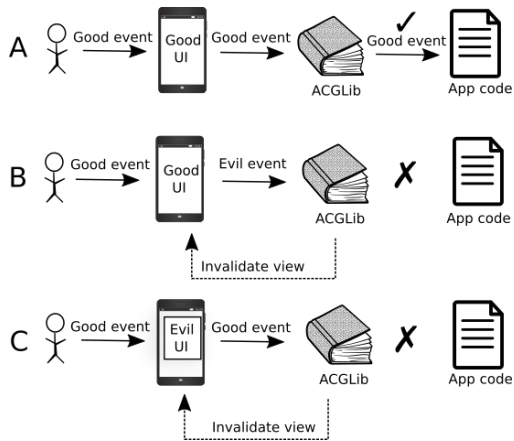 A
Good event
Good
UI
Good event
ACGLib
✓
Good event
App code
B
Good event
Good
UI
Evil event
ACGLib
✗
App code
Invalidate view
C
Good event
Evil
UI
Good event
ACGLib
✗
App code
Invalidate view